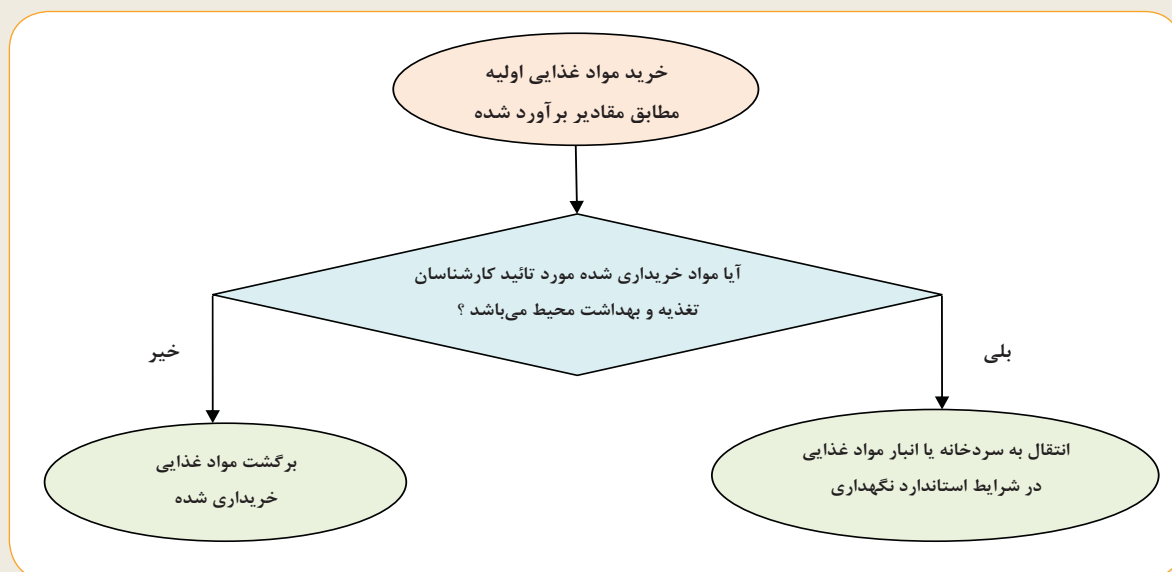 خرید مواد غذایی اولیه
مطابق مقادیر برآورد شده
آیا مواد خریداری شده مورد تائید کارشناسان
تغذیه و بهداشت محیط می‌باشد ؟
بلی
خیر
انتقال به سردخانه یا انبار مواد غذایی
در شرایط استاندارد نگهداری
برگشت مواد غذایی
خریداری شده